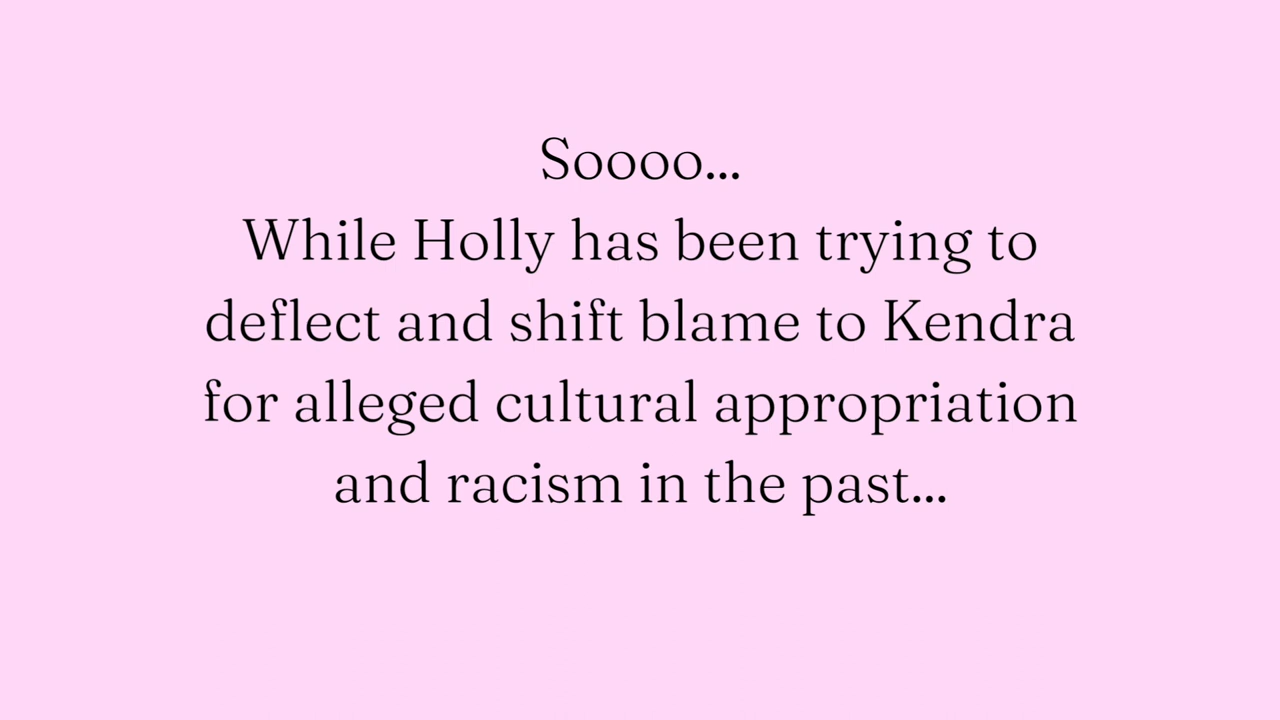 Soooo...
While Holly has been trying to
deflect and shift blame to Kendra
for alleged cultural appropriation
and racism in the past...